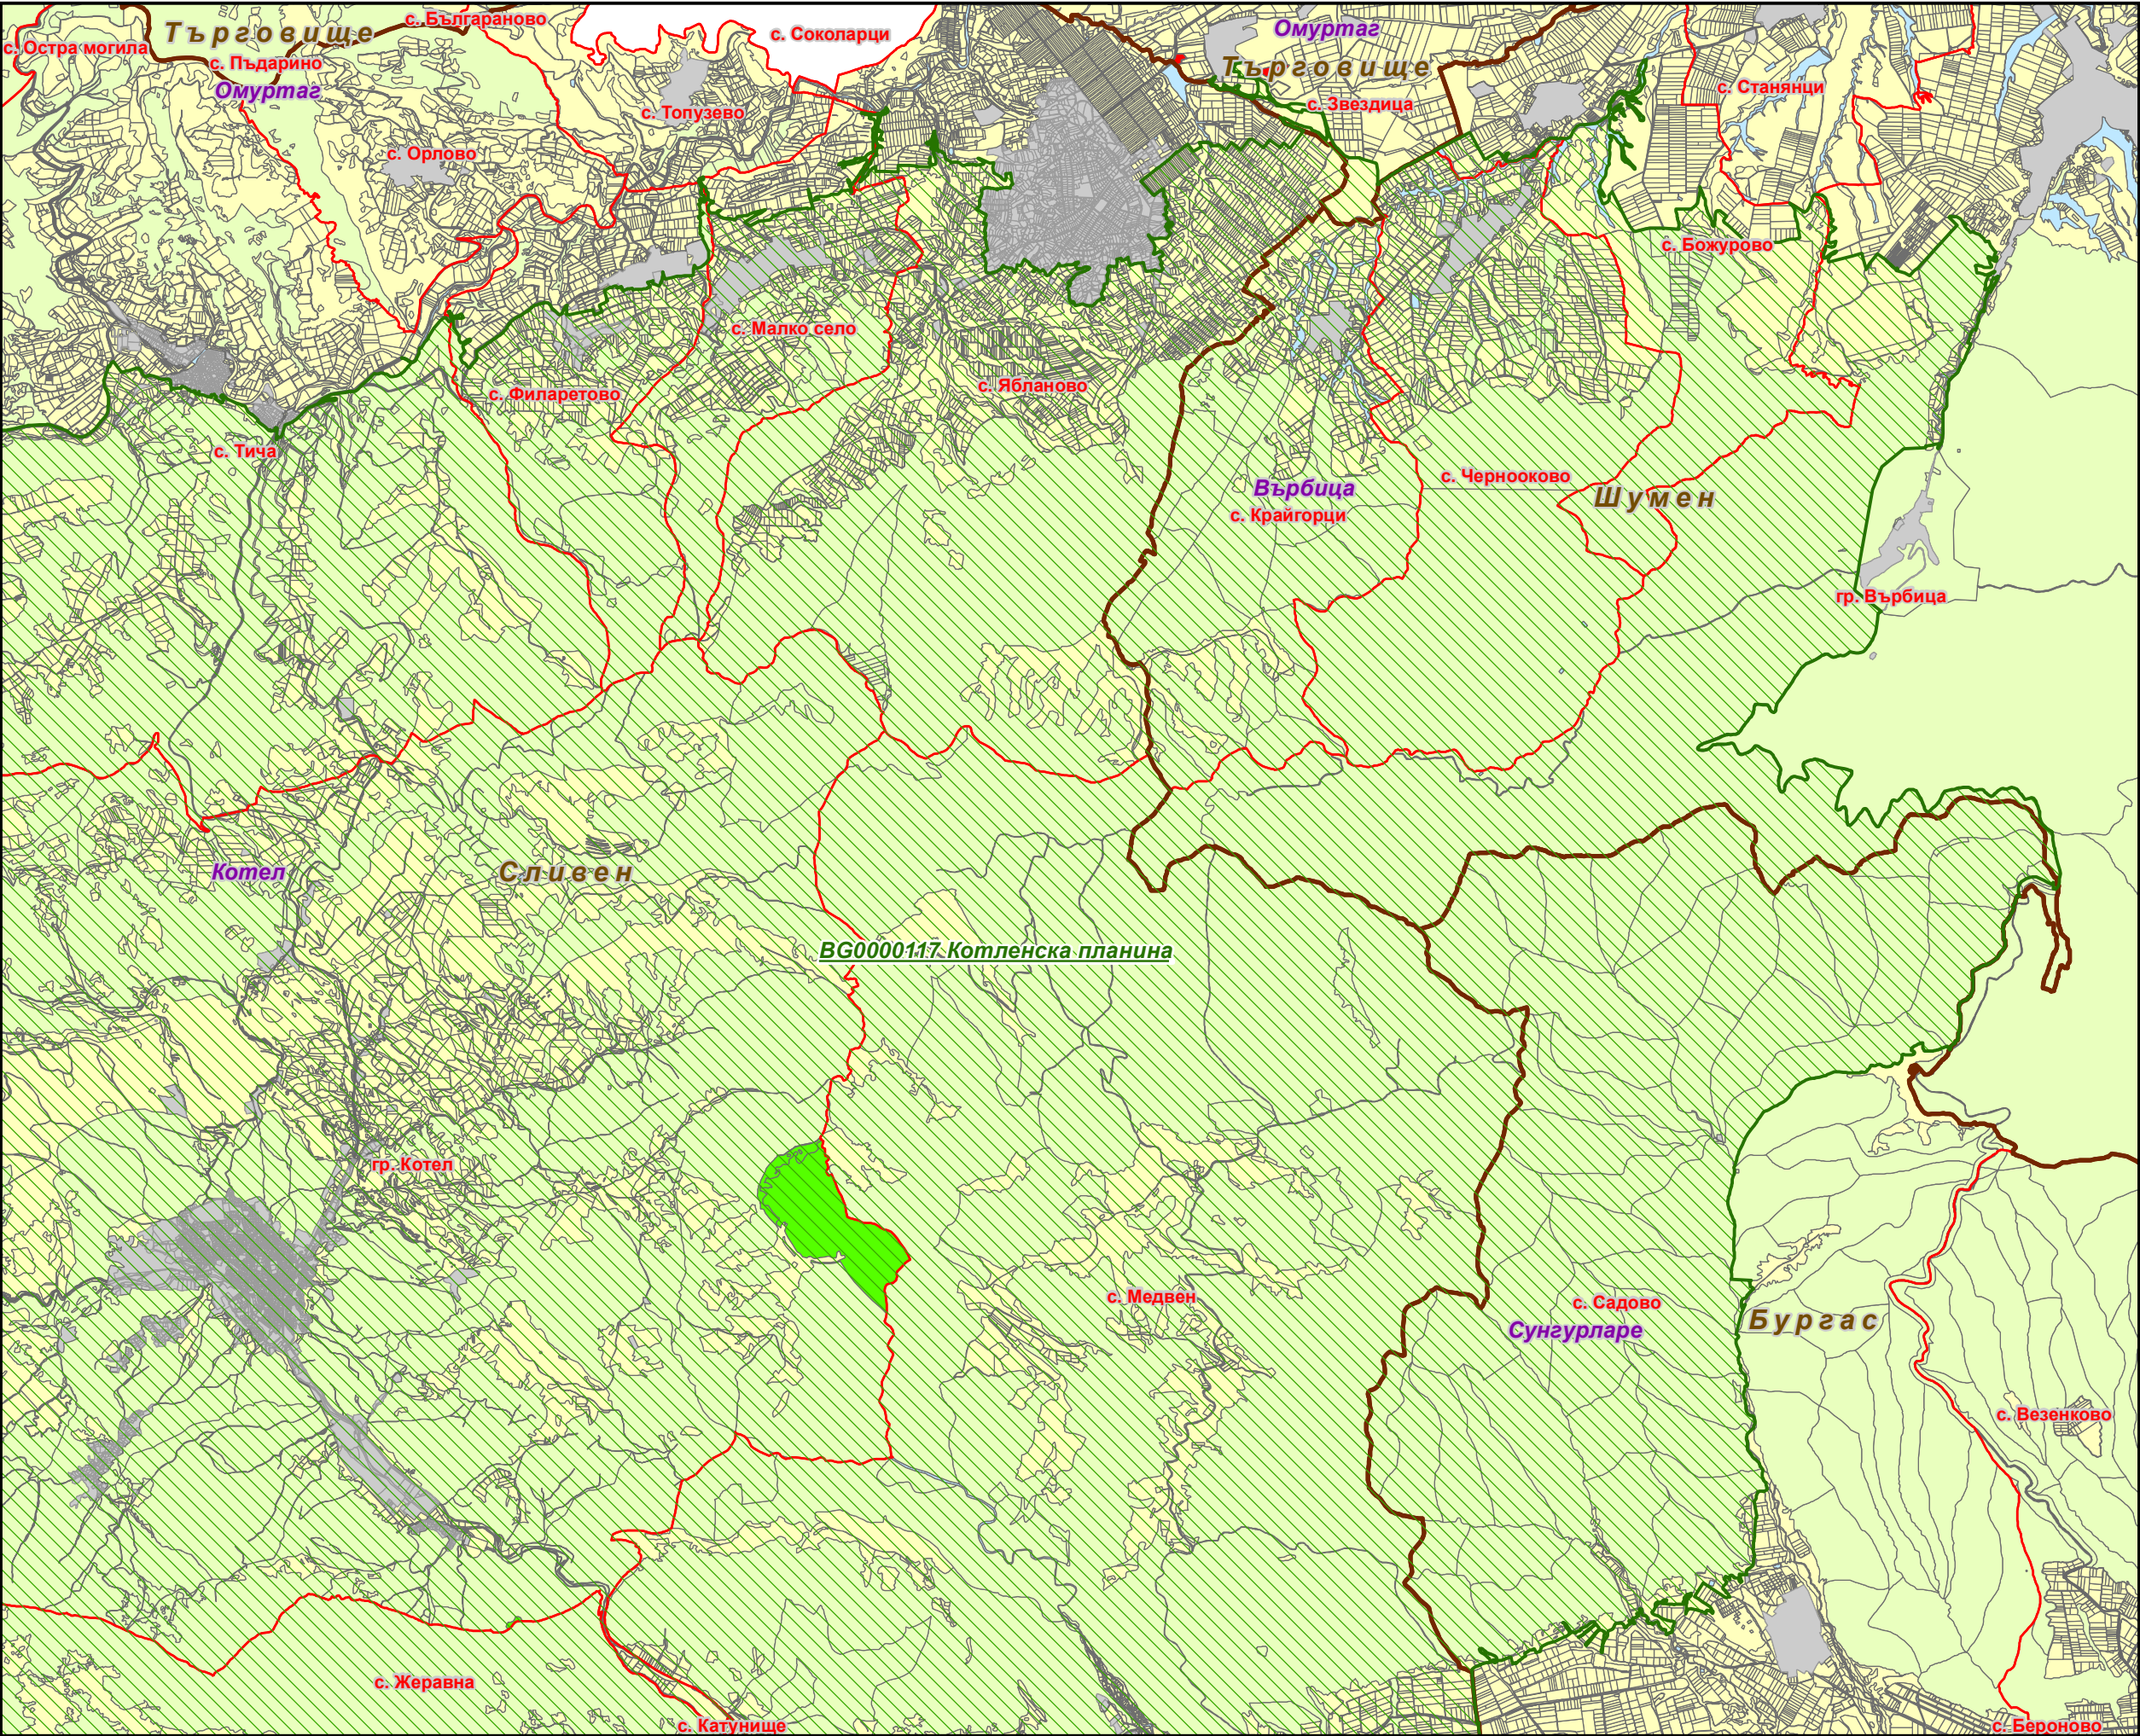 с. Българаново
Търговище
Омуртаг
с. Соколарци
с. Остра могила
с. Пъдарино
Търговище
Омуртаг
с. Станянци
с. Звездица
с. Топузево
с. Орлово
с. Божурово
с. Малко село
с. Ябланово
с. Филаретово
с. Тича
с. Чернооково
Върбица
Шумен
с. Крайгорци
гр. Върбица
Котел
Сливен
BG0000117 Котленска планина
гр. Котел
с. Медвен
с. Садово
Бургас
Сунгурларе
с. Везенково
с. Жеравна
с. Катунище
с. Бероново